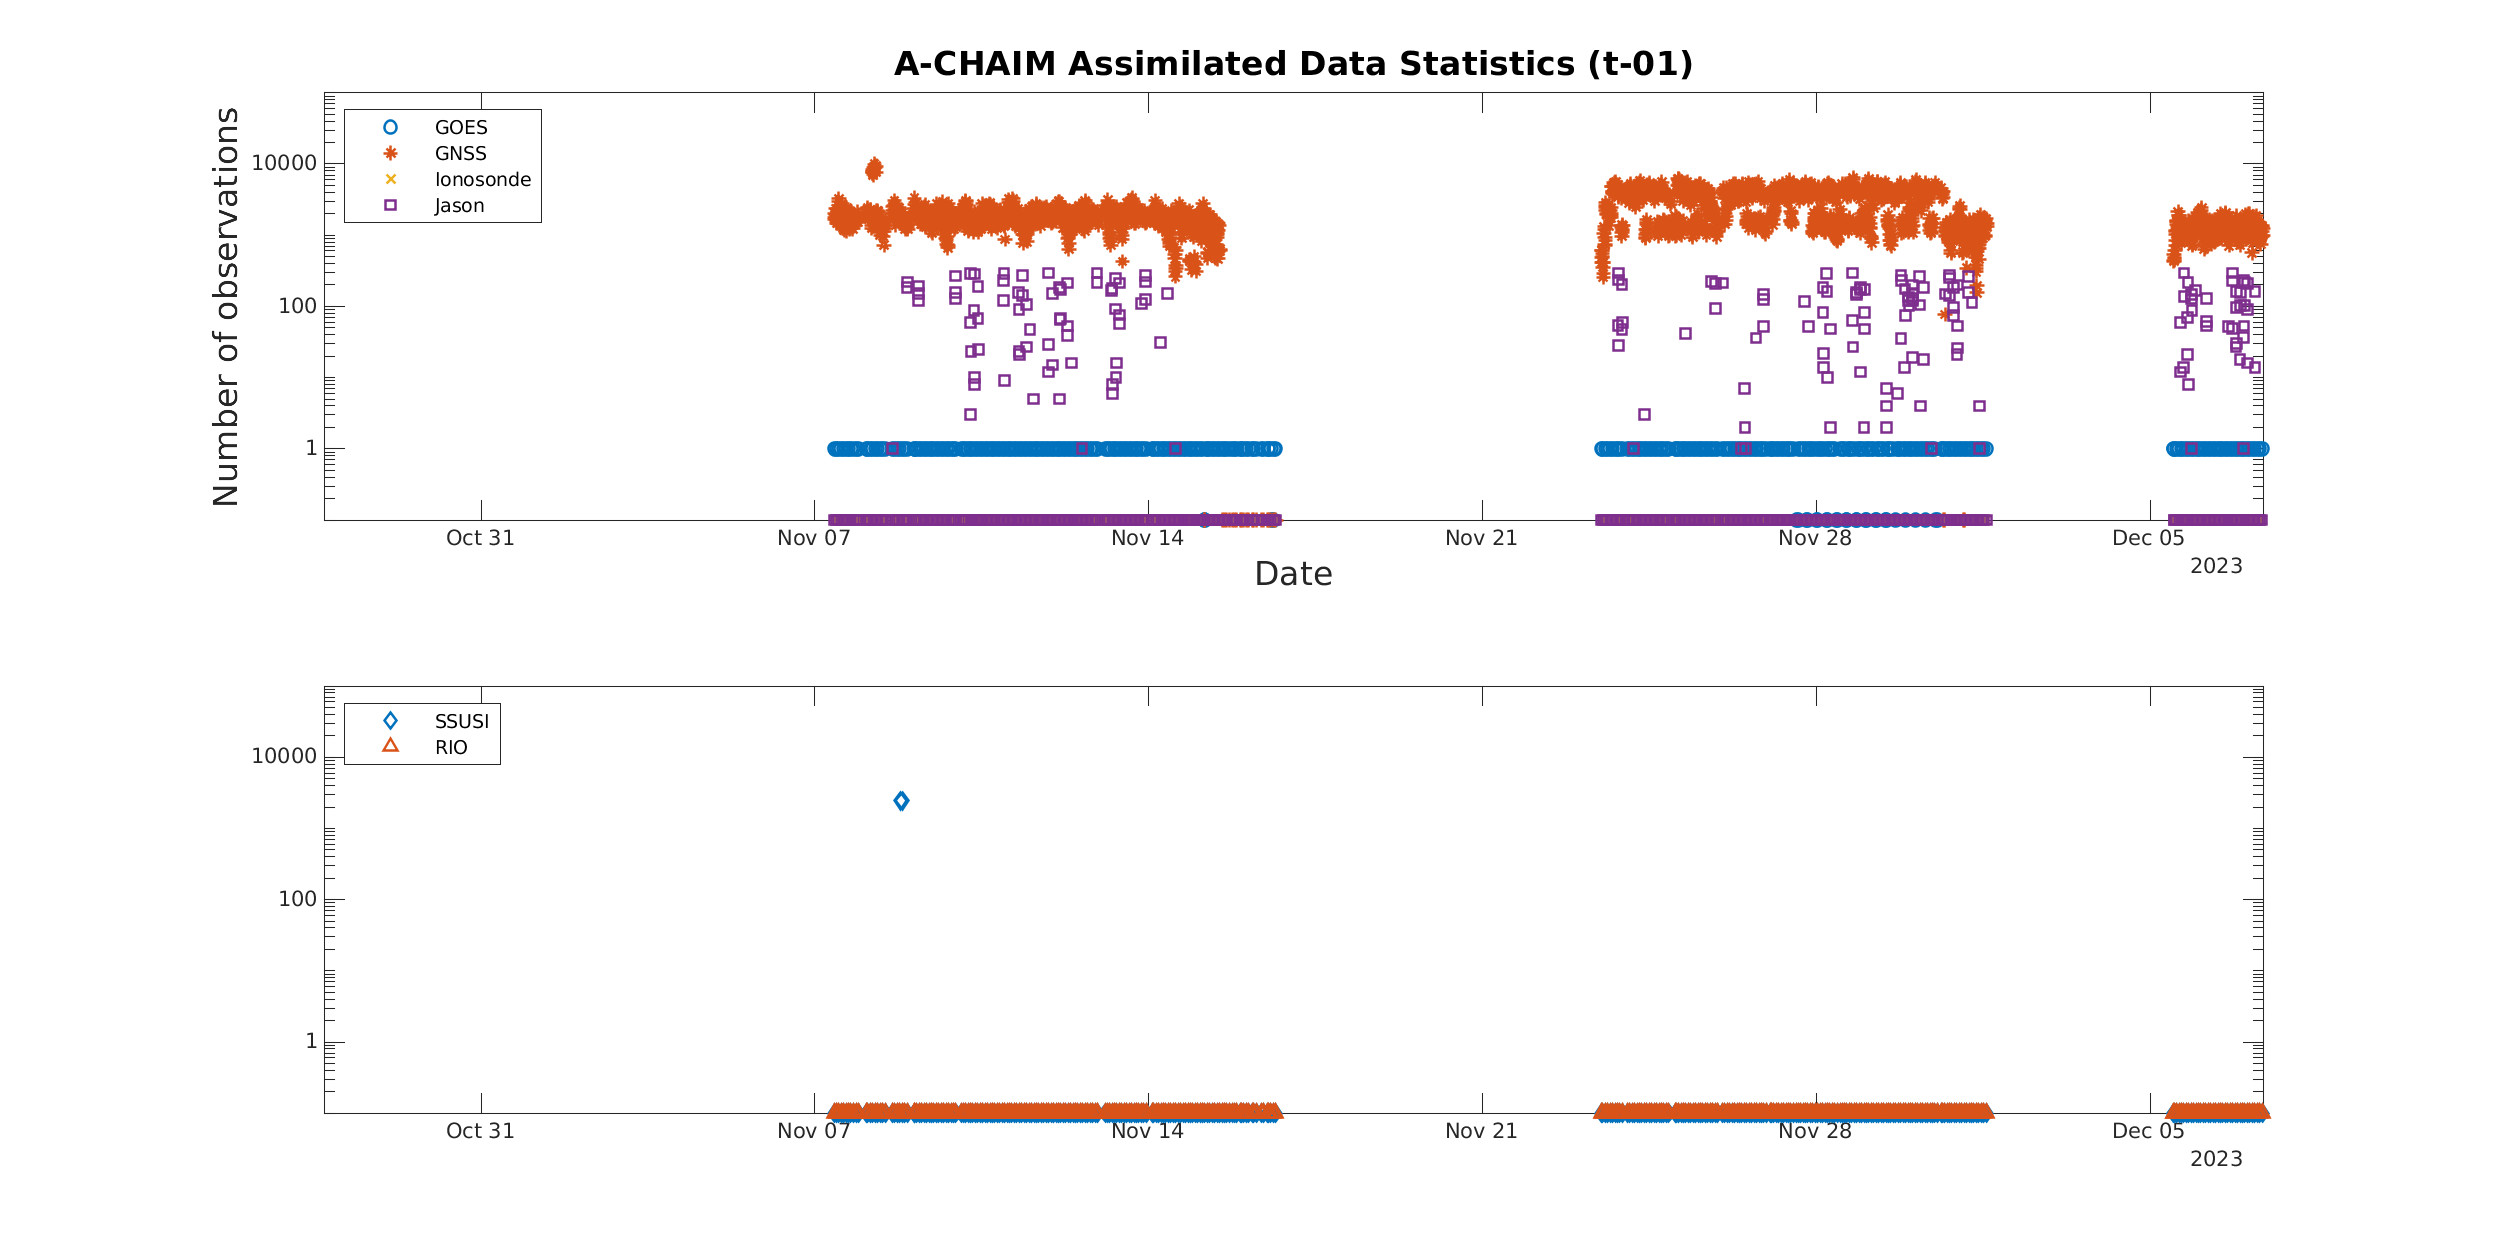 A-CHAIM Assimilated Data Statistics (t-01)
Number of observations
10000
100
1
GOES
GNSS
Ionosonde
Jason
Oct 31
Nov 07
Nov 14
Nov 21
Nov 28
Dec 05
2023
Date
10000
100
1
SSUSI
RIO
Oct 31
Nov 07
Nov 14
Nov 21
Nov 28
Dec 05
2023